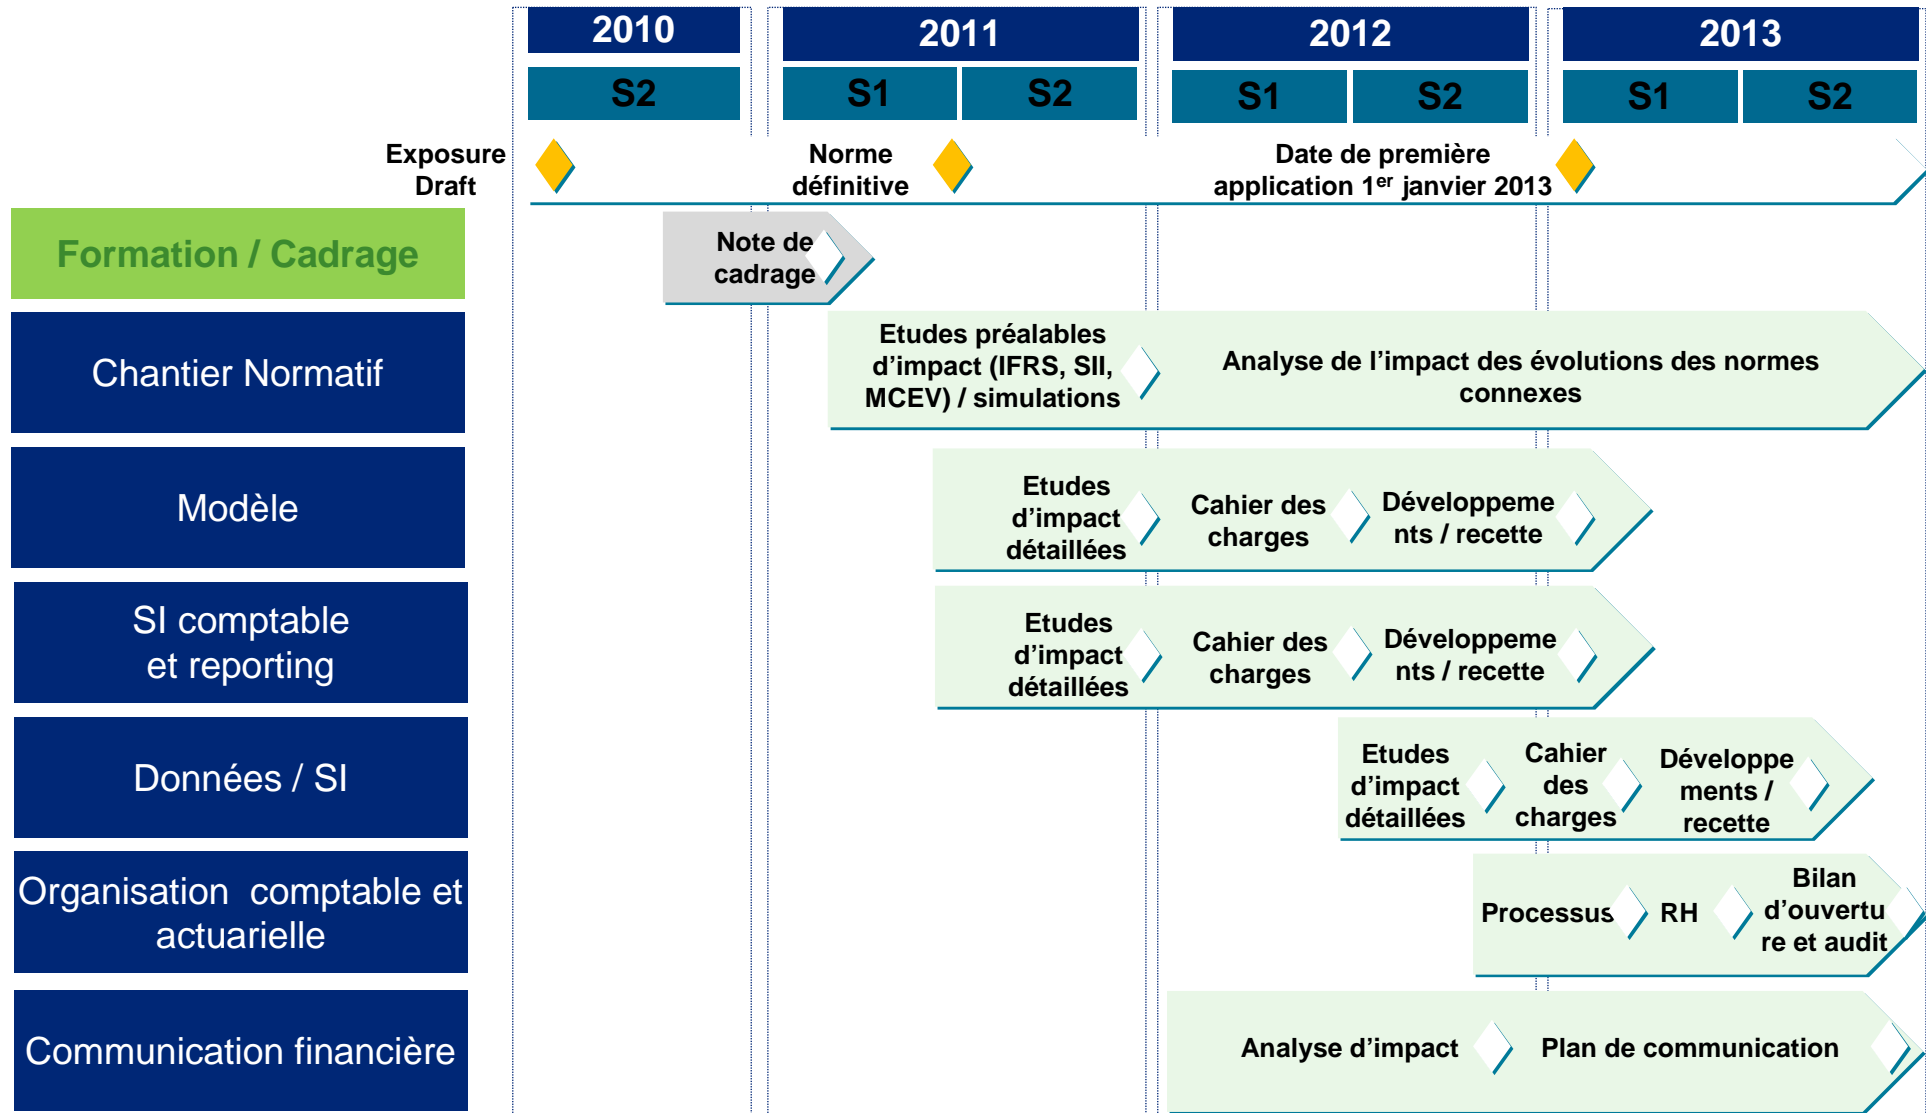 2010
2011
2012
2013
S2
S1
S2
S1
S2
S1
S2
Exposure
Draft
Norme
définitive
Date de première
application 1er janvier 2013
Formation / Cadrage
Note de
cadrage
Chantier Normatif
Etudes préalables
d’impact (IFRS, SII,
MCEV) / simulations
Analyse de l’impact des évolutions des normes
connexes
Modèle
Etudes
d’impact
détaillées
Cahier des
charges
Développeme
nts / recette
SI comptable
et reporting
Etudes
d’impact
détaillées
Cahier des
charges
Développeme
nts / recette
Données / SI
Etudes
d’impact
détaillées
Cahier
des
charges
Développe
ments /
recette
Organisation  comptable et
actuarielle
Processus
RH
Bilan
d’ouvertu
re et audit
Communication financière
Analyse d’impact
Plan de communication